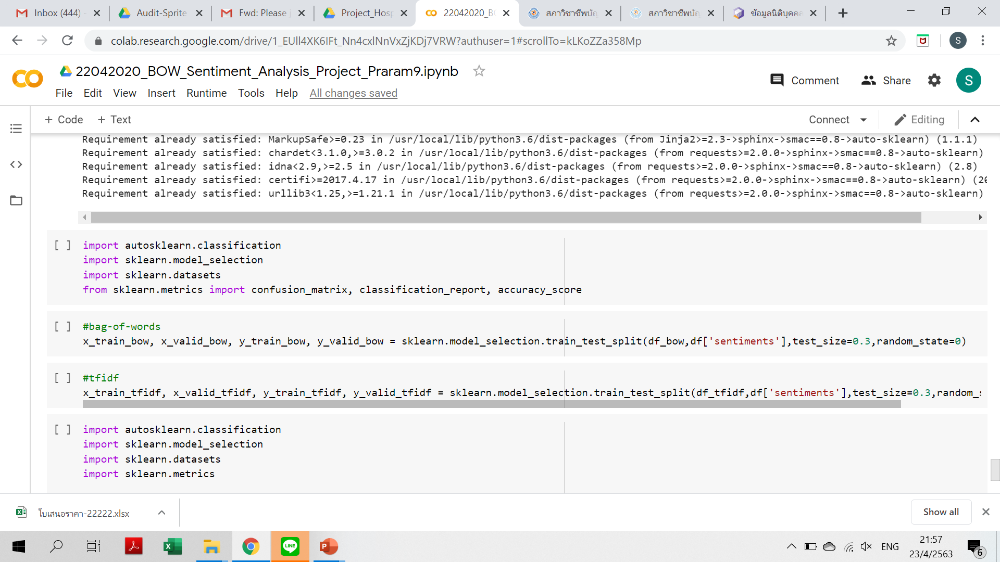 Inbox (444)
Audit-Sprite
Fwd: Please
Project_Hosp
22042020_B
สภาวิชาชีพบัญ
สภาวิชาชีพบัญ
ข้อมูลนิติบุคคล
colab.research.google.com/drive/1_EUll4XK6IFt_Nn4cxlNnVxZjKDj7VRW?authuser=1#scrollTo=kLKoZZa358Mp
S
22042020_BOW_Sentiment_Analysis_Project_Praram9.ipynb
Comment
Share
S
File Edit View Insert Runtime Tools Help All changes saved
+ Code + Text
Connect
Editing
Requirement already satisfied: MarkupSafe>=0.23 in /usr/local/lib/python3.6/dist-packages (from Jinja2>=2.3->sphinx->smac==0.8->auto-sklearn) (1.1.1)
Requirement already satisfied: chardet<3.1.0,>=3.0.2 in /usr/local/lib/python3.6/dist-packages (from requests>=2.0.0->sphinx->smac==0.8->auto-sklearn)
Requirement already satisfied: idna<2.9,>=2.5 in /usr/local/lib/python3.6/dist-packages (from requests>=2.0.0->sphinx->smac==0.8->auto-sklearn) (2.8)
Requirement already satisfied: certifi>=2017.4.17 in /usr/local/lib/python3.6/dist-packages (from requests>=2.0.0->sphinx->smac==0.8->auto-sklearn) (20
Requirement already satisfied: urllib3<1.25,>=1.21.1 in /usr/local/lib/python3.6/dist-packages (from requests>=2.0.0->sphinx->smac==0.8->auto-sklearn)
[ ] import autosklearn.classification
import sklearn.model_selection
import sklearn.datasets
from sklearn.metrics import confusion_matrix, classification_report, accuracy_score
[ ] #bag-of-words
x_train_bow, x_valid_bow, y_train_bow, y_valid_bow = sklearn.model_selection.train_test_split(df_bow,df['sentiments'],test_size=0.3,random_state=0)
[ ] #tfidf
x_train_tfidf, x_valid_tfidf, y_train_tfidf, y_valid_tfidf = sklearn.model_selection.train_test_split(df_tfidf,df['sentiments'],test_size=0.3,random_s
[ ] import autosklearn.classification
import sklearn.model_selection
import sklearn.datasets
import sklearn.metrics
ใบเสนอราคา-22222.xlsx
Show all
LINE
ENG
21:57
23/4/2563
6